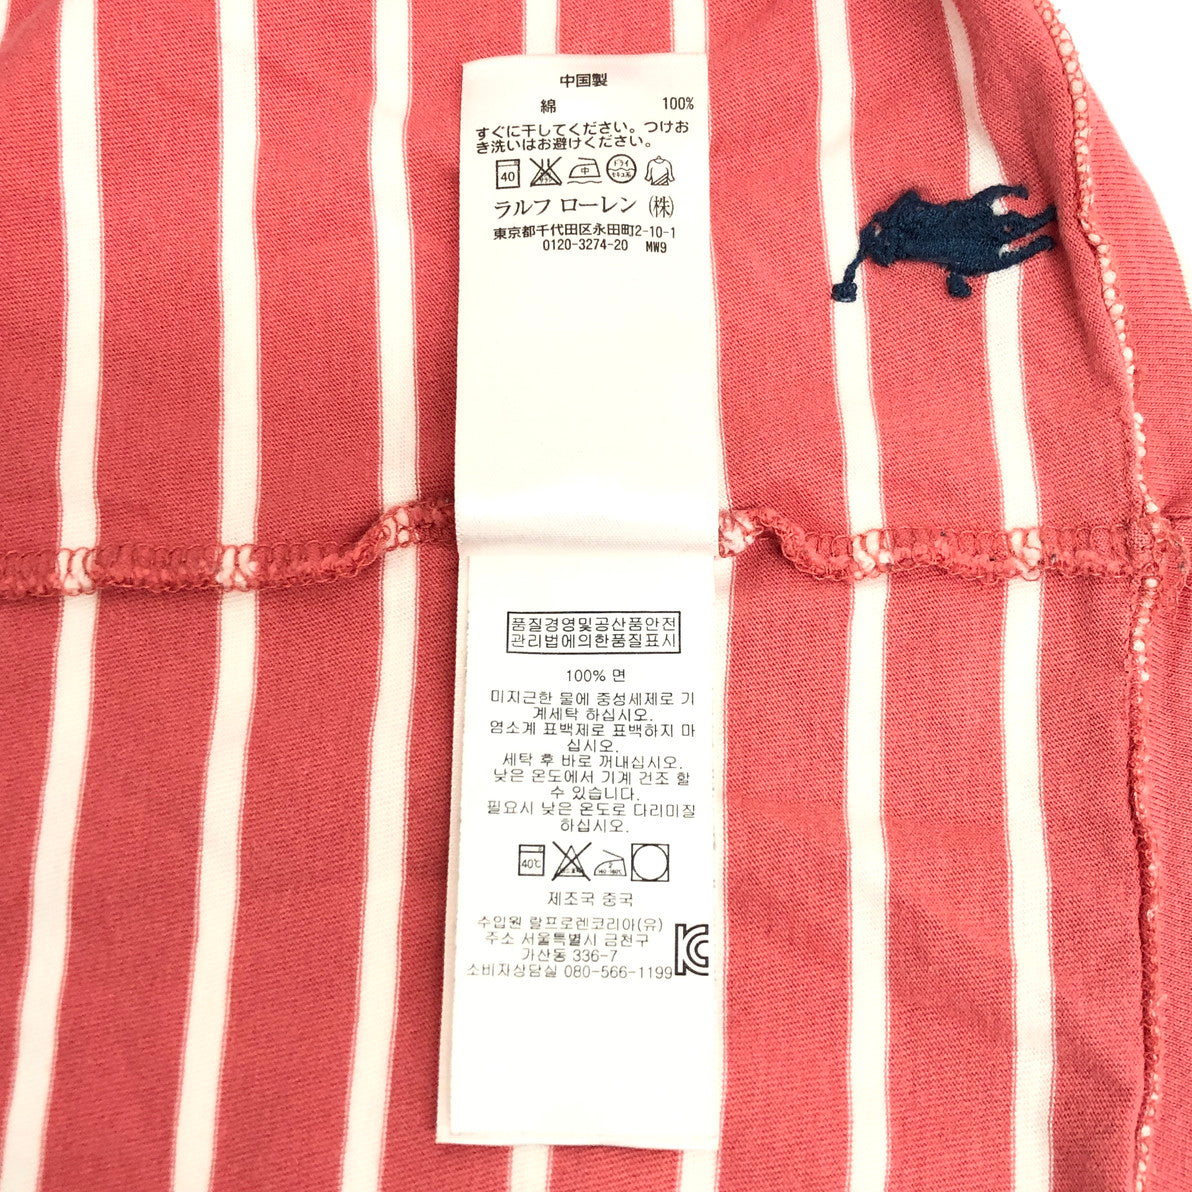 中国製
綿 100%
すぐに干してください。つけお
き洗いはお避けください。
40 中 ドライ
ラルフ ローレン (株)
東京都千代田区永田町2-10-1
0120-3274-20 MW9
품질경영및공산품안전
관리법에의한품질표시
100% 면
미지근한 물에 중성세제로 기
계세탁 하십시오.
염소계 표백제로 표백하지 마
십시오.
세탁 후 바로 꺼내십시오.
낮은 온도에서 기계 건조 할
수 있습니다.
필요시 낮은 온도로 다리미질
하십시오.
40℃
제조국 중국
수입원 랄프로렌코리아(유)
주소 서울특별시 금천구
가산동 336-7
소비자상담실 080-566-1199